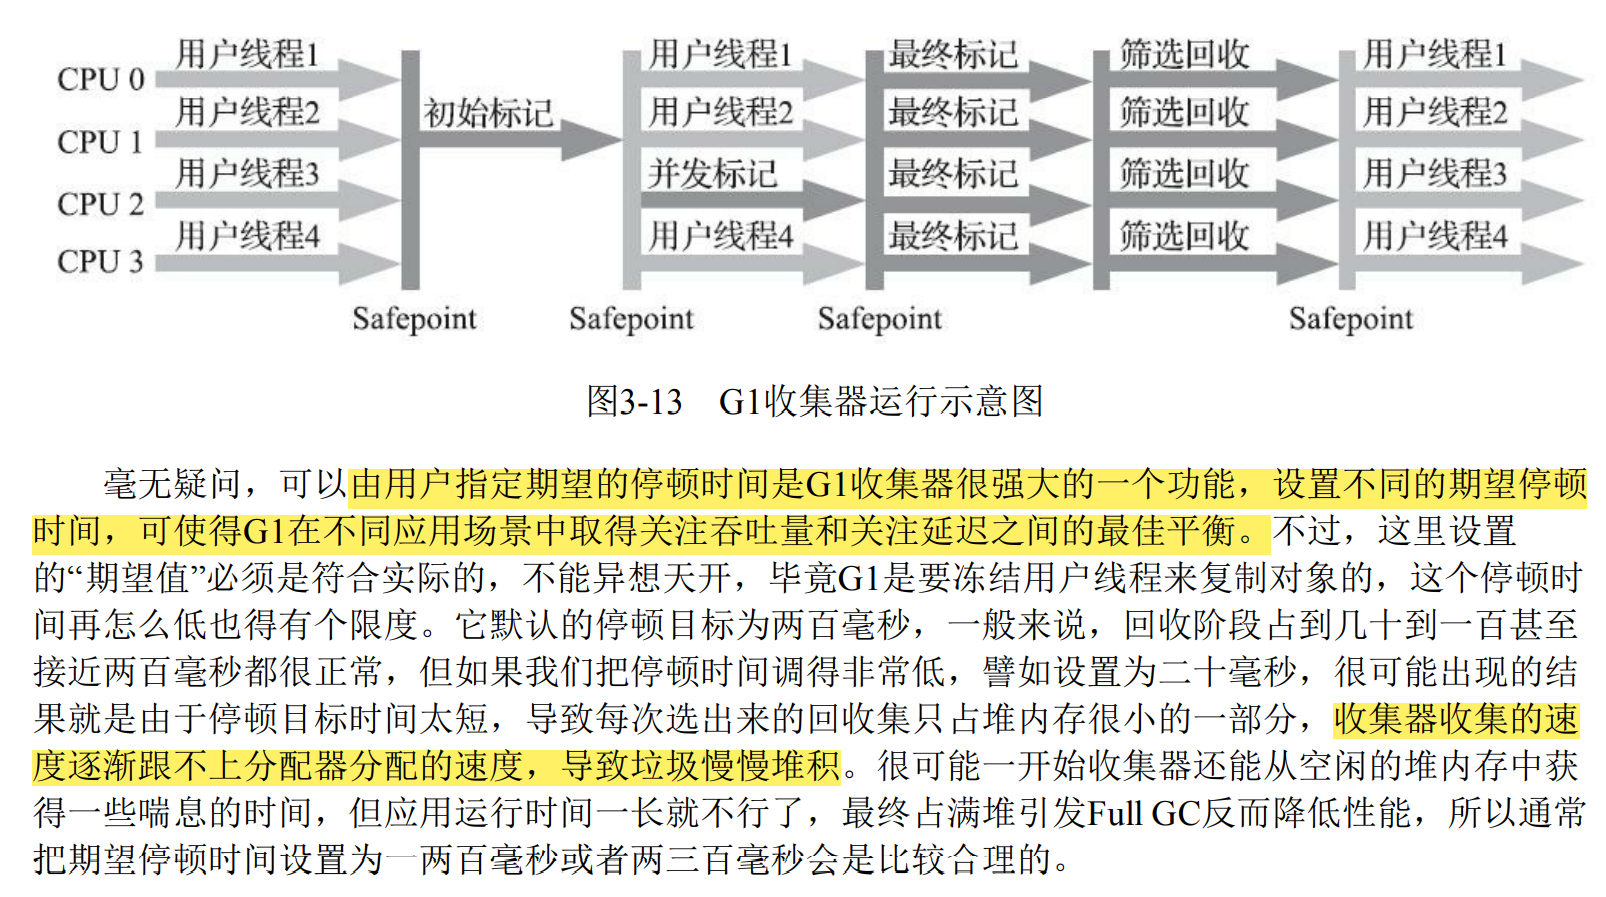 用户线程1 用户线程1 最终标记 筛选回收 用户线程1
CPU 0
用户线程2 初始标记 用户线程2 最终标记 筛选回收 用户线程2
CPU 1
用户线程3 并发标记 最终标记 筛选回收 用户线程3
CPU 2
用户线程4 用户线程4 最终标记 筛选回收 用户线程4
CPU 3
Safepoint Safepoint Safepoint Safepoint
图3-13 G1收集器运行示意图
毫无疑问，可以由用户指定期望的停顿时间是G1收集器很强大的一个功能，设置不同的期望停顿
时间，可使得G1在不同应用场景中取得关注吞吐量和关注延迟之间的最佳平衡。不过，这里设置
的“期望值”必须是符合实际的，不能异想天开，毕竟G1是要冻结用户线程来复制对象的，这个停顿时
间再怎么低也得有个限度。它默认的停顿目标为两百毫秒，一般来说，回收阶段占到几十到一百甚至
接近两百毫秒都很正常，但如果我们把停顿时间调得非常低，譬如设置为二十毫秒，很可能出现的结
果就是由于停顿目标时间太短，导致每次选出来的回收集只占堆内存很小的一部分，收集器收集的速
度逐渐跟不上分配器分配的速度，导致垃圾慢慢堆积。很可能一开始收集器还能从空闲的堆内存中获
得一些喘息的时间，但应用运行时间一长就不行了，最终占满堆引发Full GC反而降低性能，所以通常
把期望停顿时间设置为一两百毫秒或者两三百毫秒会是比较合理的。